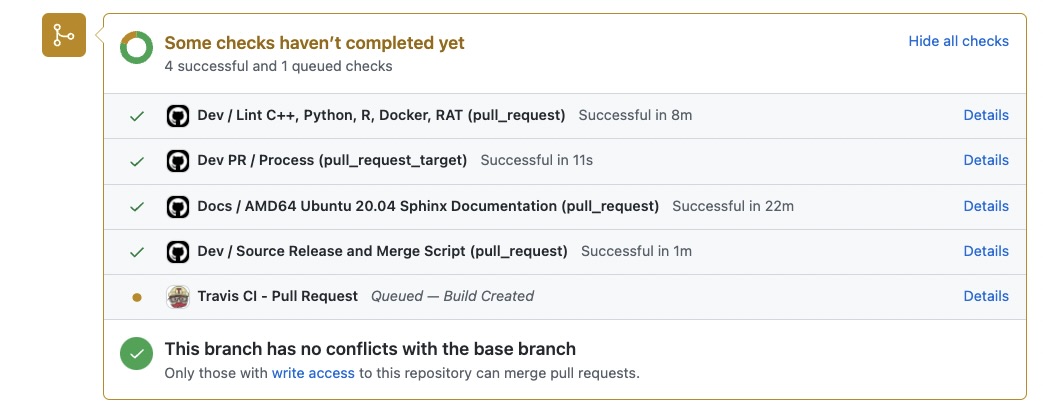 Some checks haven’t completed yet
Hide all checks
4 successful and 1 queued checks
Dev / Lint C++, Python, R, Docker, RAT (pull_request) Successful in 8m Details
Dev PR / Process (pull_request_target) Successful in 11s Details
Docs / AMD64 Ubuntu 20.04 Sphinx Documentation (pull_request) Successful in 22m Details
Dev / Source Release and Merge Script (pull_request) Successful in 1m Details
Travis CI - Pull Request Queued — Build Created Details
This branch has no conflicts with the base branch
Only those with write access to this repository can merge pull requests.